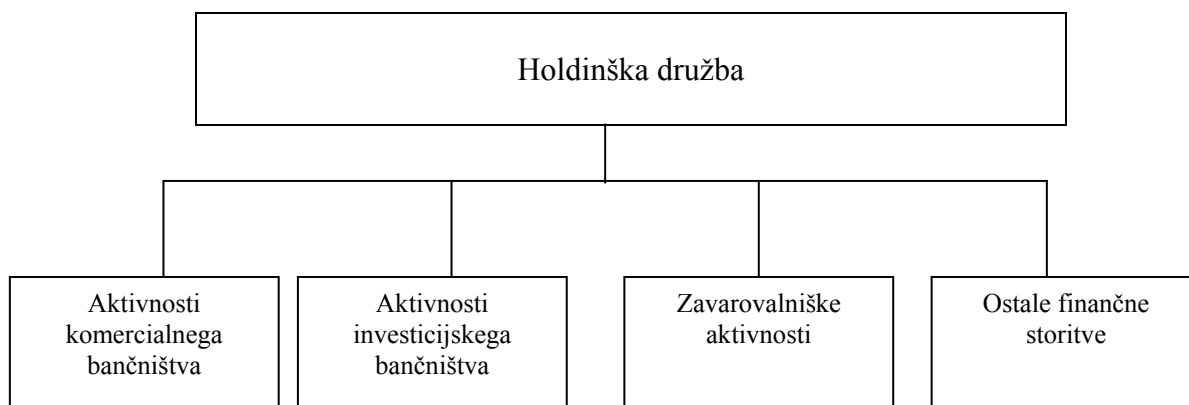 Holdinška družba
Aktivnosti
komercialnega
bančništva
Aktivnosti
investicijskega
bančništva
Zavarovalniške
aktivnosti
Ostale finančne
storitve